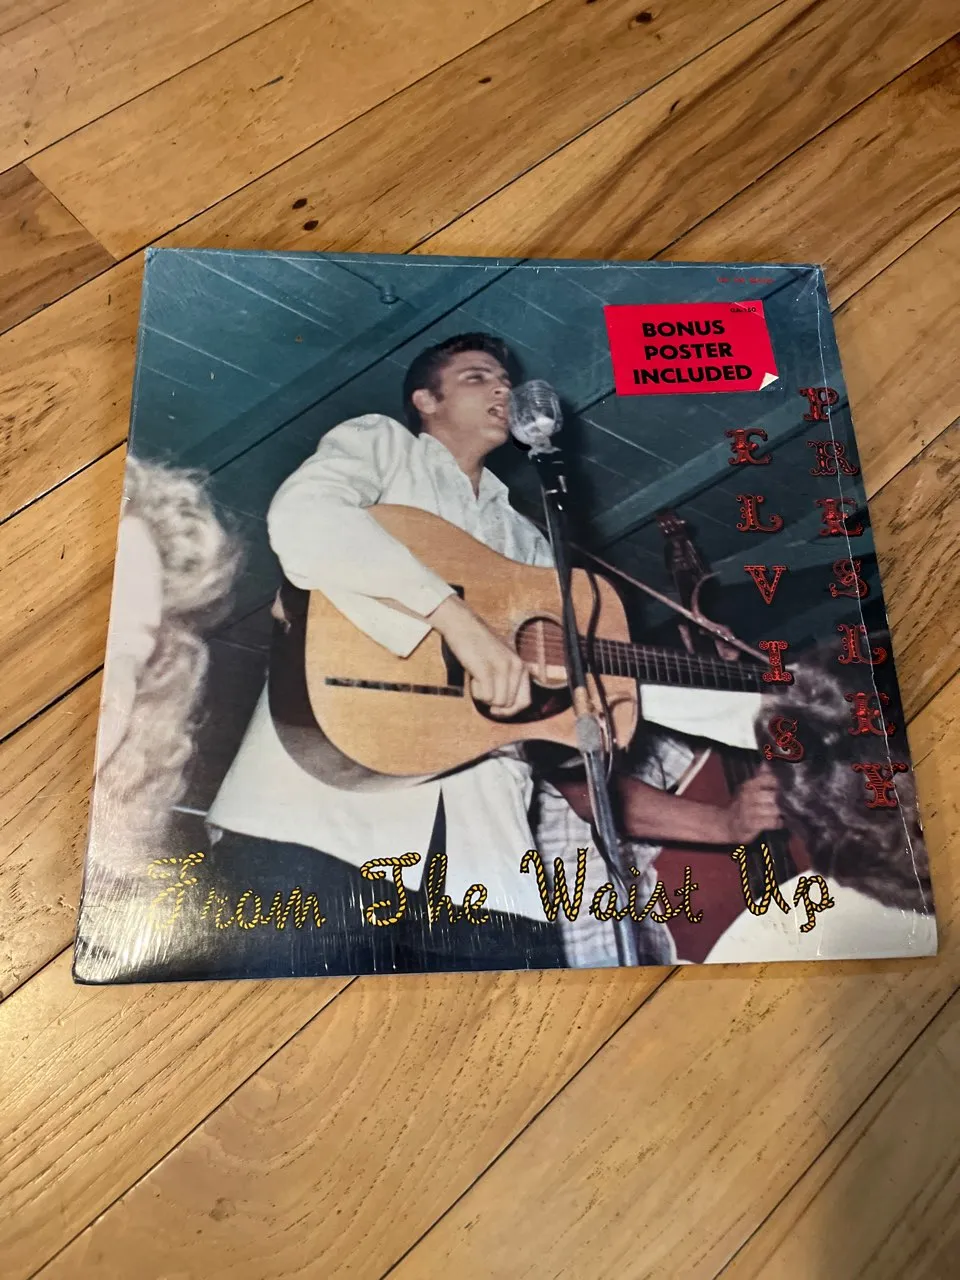 BONUS
POSTER
INCLUDED
ELVIS
PRESLEY
From The Waist Up